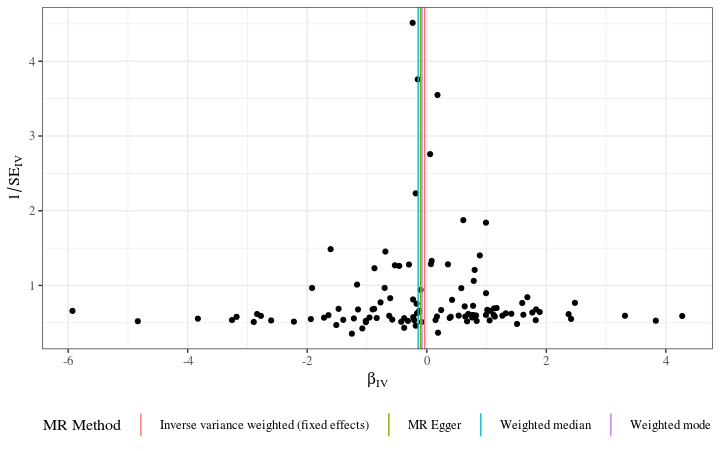 4
3
2
1
1/SE_IV
-6
-4
-2
0
2
4
β_IV
MR Method
Inverse variance weighted (fixed effects)
MR Egger
Weighted median
Weighted mode